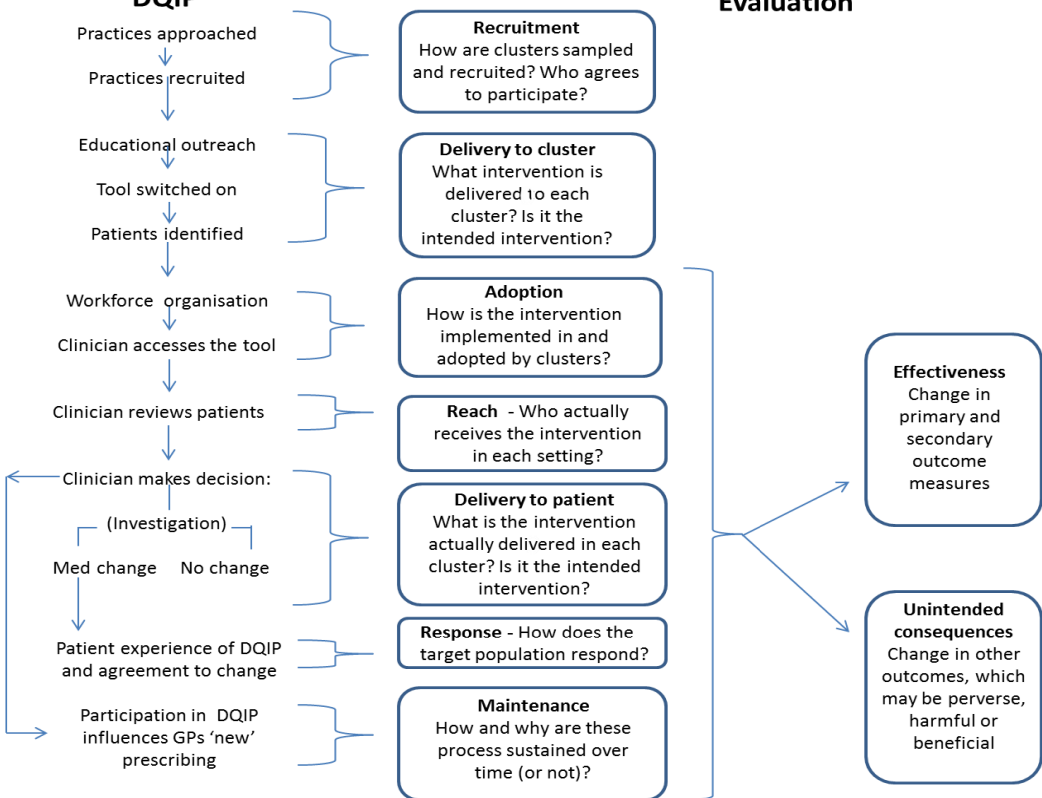 DQIP
Evaluation
Practices approached
Practices recruited
Educational outreach
Tool switched on
Patients identified
Workforce organisation
Clinician accesses the tool
Clinician reviews patients
Clinician makes decision:
(Investigation)
Med change No change
Patient experience of DQIP
and agreement to change
Participation in DQIP
influences GPs ‘new’
prescribing
Recruitment
How are clusters sampled
and recruited? Who agrees
to participate?
Delivery to cluster
What intervention is
delivered to each
cluster? Is it the
intended intervention?
Adoption
How is the intervention
implemented in and
adopted by clusters?
Reach - Who actually
receives the intervention
in each setting?
Delivery to patient
What is the intervention
actually delivered in each
cluster? Is it the intended
intervention?
Response - How does the
target population respond?
Maintenance
How and why are these
process sustained over
time (or not)?
Effectiveness
Change in
primary and
secondary
outcome
measures
Unintended
consequences
Change in other
outcomes, which
may be perverse,
harmful or
beneficial